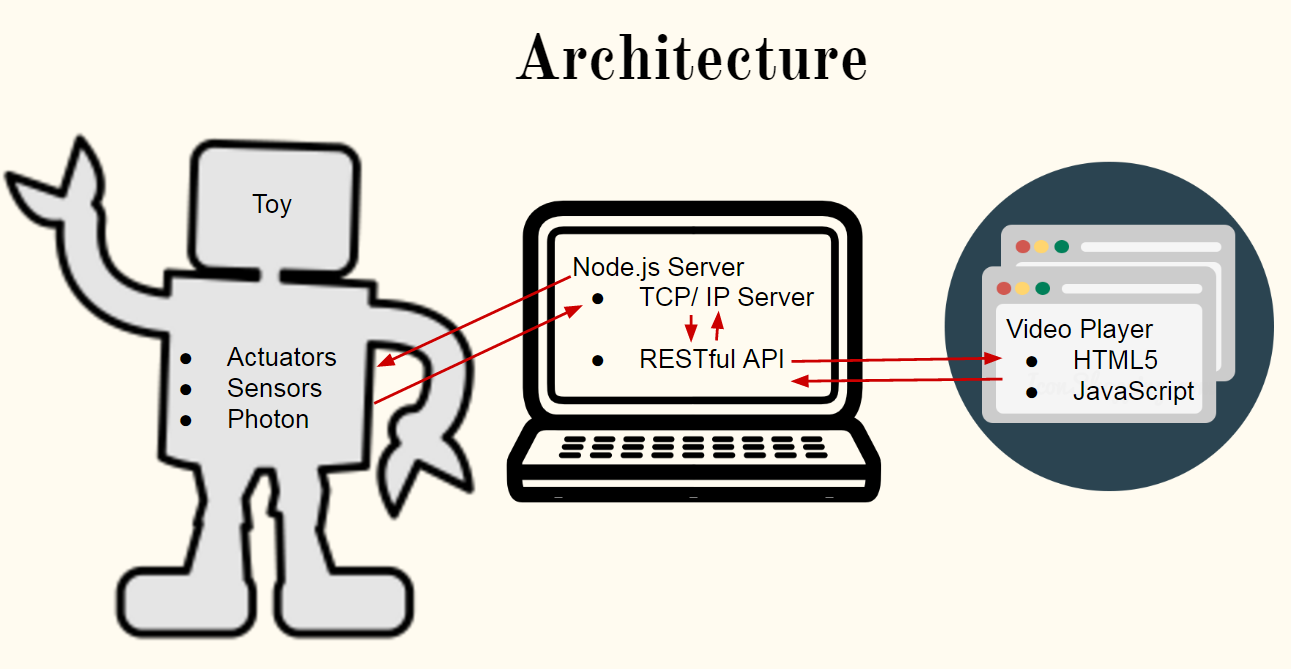 Architecture
Toy
● Actuators
● Sensors
● Photon
Node.js Server
● TCP/ IP Server
● RESTful API
Video Player
● HTML5
● JavaScript